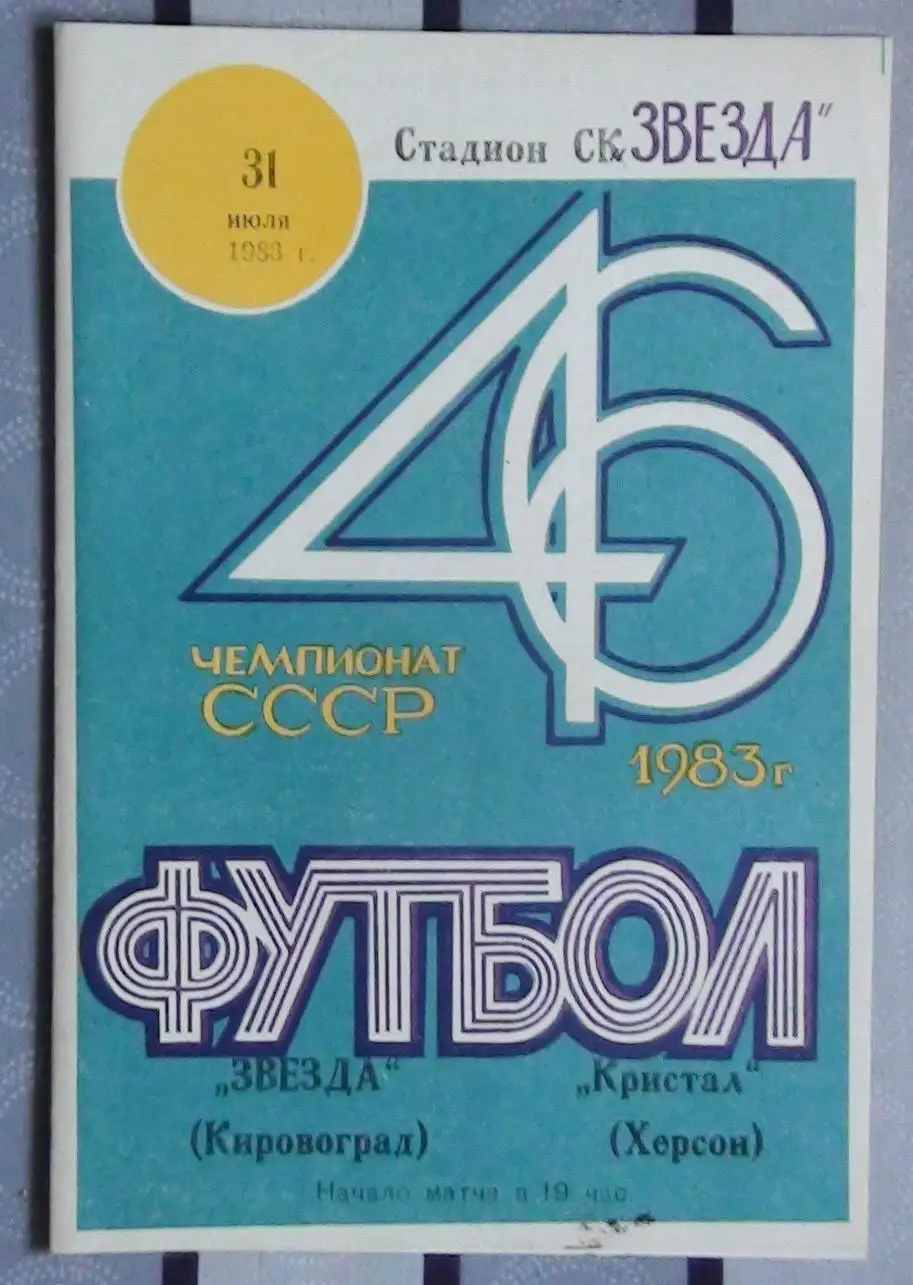 31
июля
1983 г.
Стадион СК „ЗВЕЗДА"
46
ЧЕМПИОНАТ
СССР
1983г
ФУТБОЛ
„ЗВЕЗДА"
(Кировоград)
„Кристал"
(Херсон)
Начало матча в 19 час.